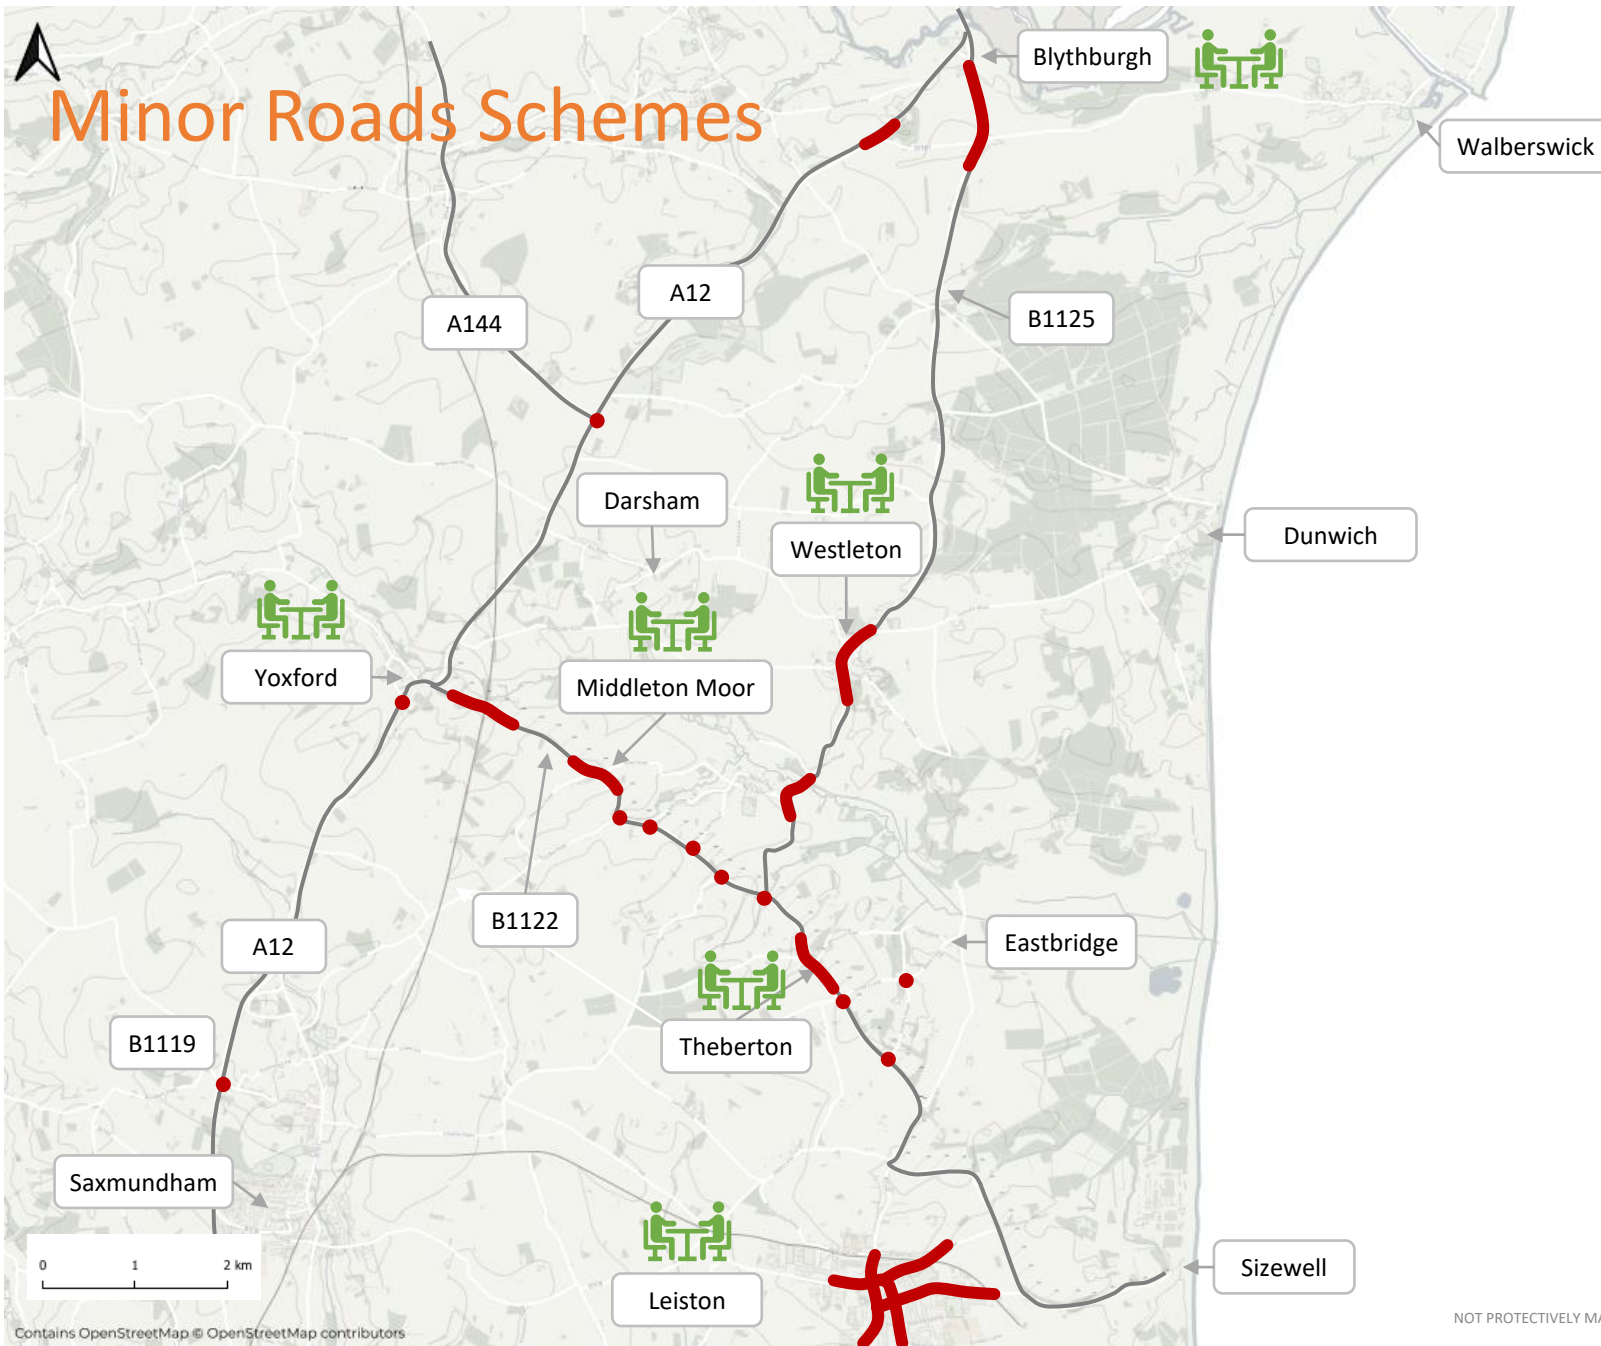 Minor Roads Schemes
Blythburgh
Walberswick
A12
A144
B1125
Darsham
Westleton
Dunwich
Yoxford
Middleton Moor
B1122
A12
Eastbridge
B1119
Theberton
Saxmundham
Leiston
Sizewell
0 1 2 km
Contains OpenStreetMap © OpenStreetMap contributors
NOT PROTECTIVELY MA